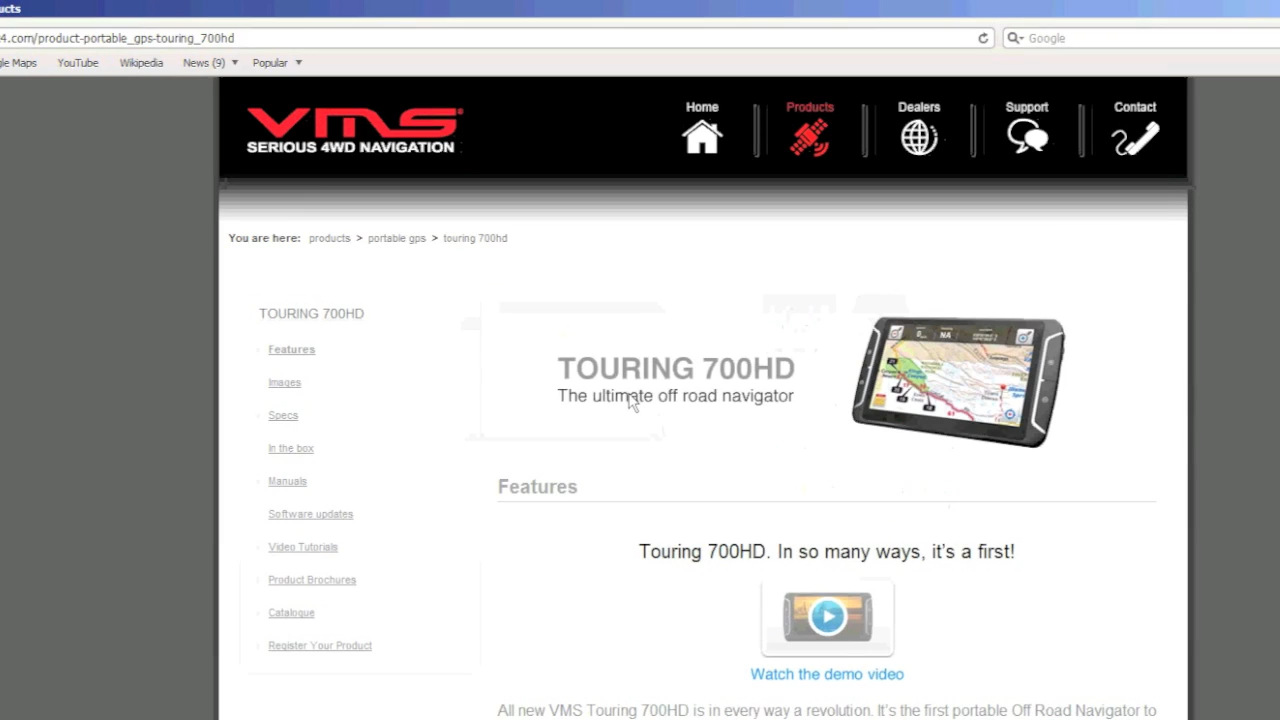 ucts
4.com/product-portable_gps-touring_700hd
Google
le Maps YouTube Wikipedia News (9) Popular
VMS®
SERIOUS 4WD NAVIGATION
Home Products Dealers Support Contact
You are here: products > portable gps > touring 700hd
TOURING 700HD
Features
Images
Specs
In the box
Manuals
Software updates
Video Tutorials
Product Brochures
Catalogue
Register Your Product
TOURING 700HD
The ultimate off road navigator
NA
Features
Touring 700HD. In so many ways, it's a first!
Watch the demo video
All new VMS Touring 700HD is in every way a revolution. It's the first portable Off Road Navigator to